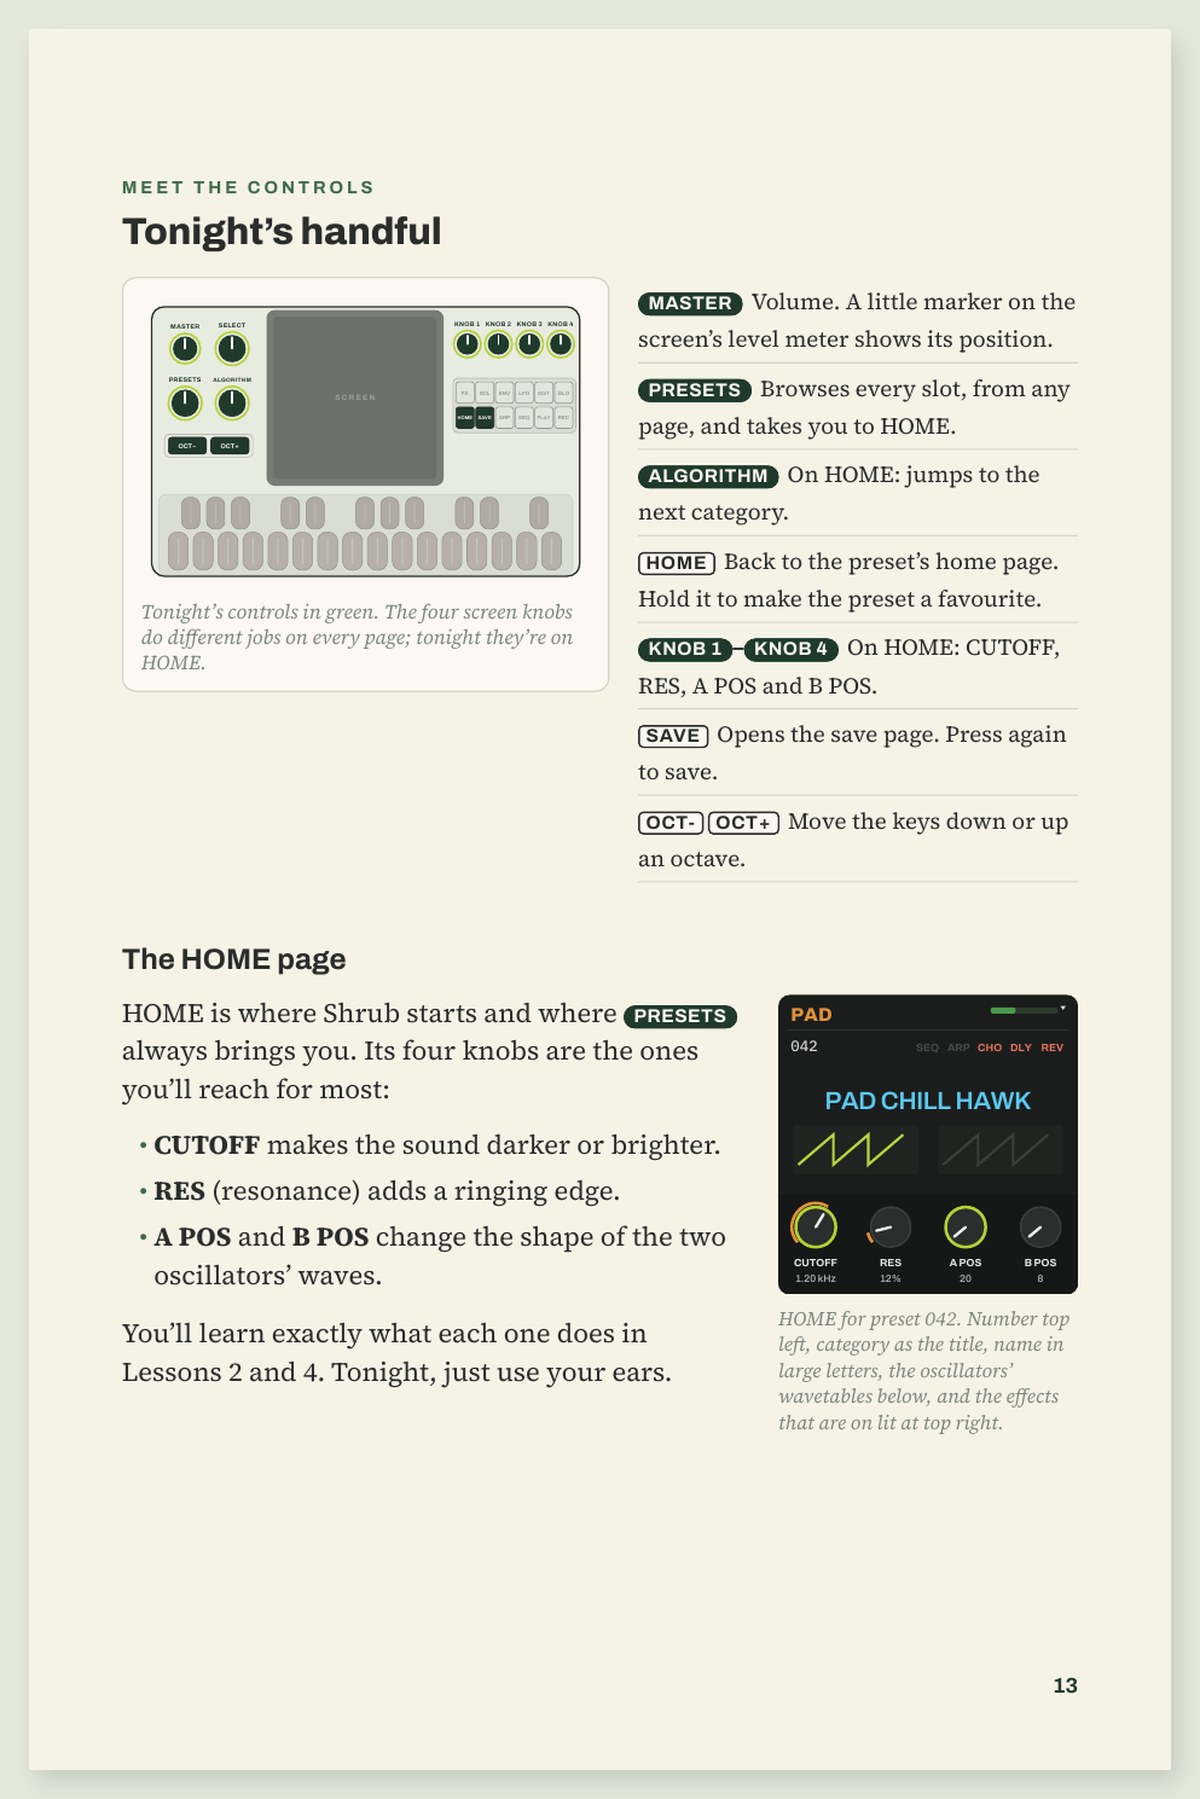 MEET THE CONTROLS
Tonight’s handful
MASTER SELECT
PRESETS ALGORITHM
OCT- OCT+
SCREEN
KNOB 1 KNOB 2 KNOB 3 KNOB 4
FX OCL ENV LFO EDIT GLO
HOME SAVE ARP SEQ PLAY REC
Tonight’s controls in green. The four screen knobs
do different jobs on every page; tonight they’re on
HOME.
MASTER Volume. A little marker on the
screen’s level meter shows its position.
PRESETS Browses every slot, from any
page, and takes you to HOME.
ALGORITHM On HOME: jumps to the
next category.
HOME Back to the preset’s home page.
Hold it to make the preset a favourite.
KNOB 1–KNOB 4 On HOME: CUTOFF,
RES, A POS and B POS.
SAVE Opens the save page. Press again
to save.
OCT- OCT+ Move the keys down or up
an octave.
The HOME page
HOME is where Shrub starts and where PRESETS
always brings you. Its four knobs are the ones
you’ll reach for most:
• CUTOFF makes the sound darker or brighter.
• RES (resonance) adds a ringing edge.
• A POS and B POS change the shape of the two
oscillators’ waves.
You’ll learn exactly what each one does in
Lessons 2 and 4. Tonight, just use your ears.
PAD
042 SEQ ARP CHO DLY REV
PAD CHILL HAWK
CUTOFF RES A POS B POS
1.20 kHz 12% 20 8
HOME for preset 042. Number top
left, category as the title, name in
large letters, the oscillators’
wavetables below, and the effects
that are on lit at top right.
13